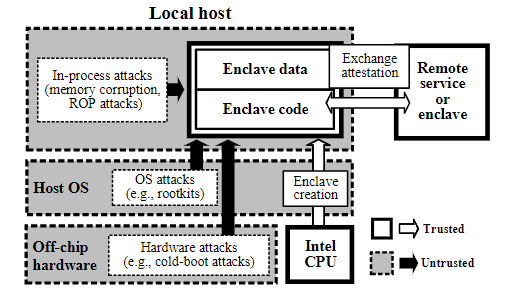 Local host
In-process attacks
(memory corruption,
ROP attacks)
Enclave data
Enclave code
Exchange
attestation
Remote
service
or
enclave
Host OS
OS attacks
(e.g., rootkits)
Enclave
creation
Off-chip
hardware
Hardware attacks
(e.g., cold-boot attacks)
Intel
CPU
Trusted
Untrusted